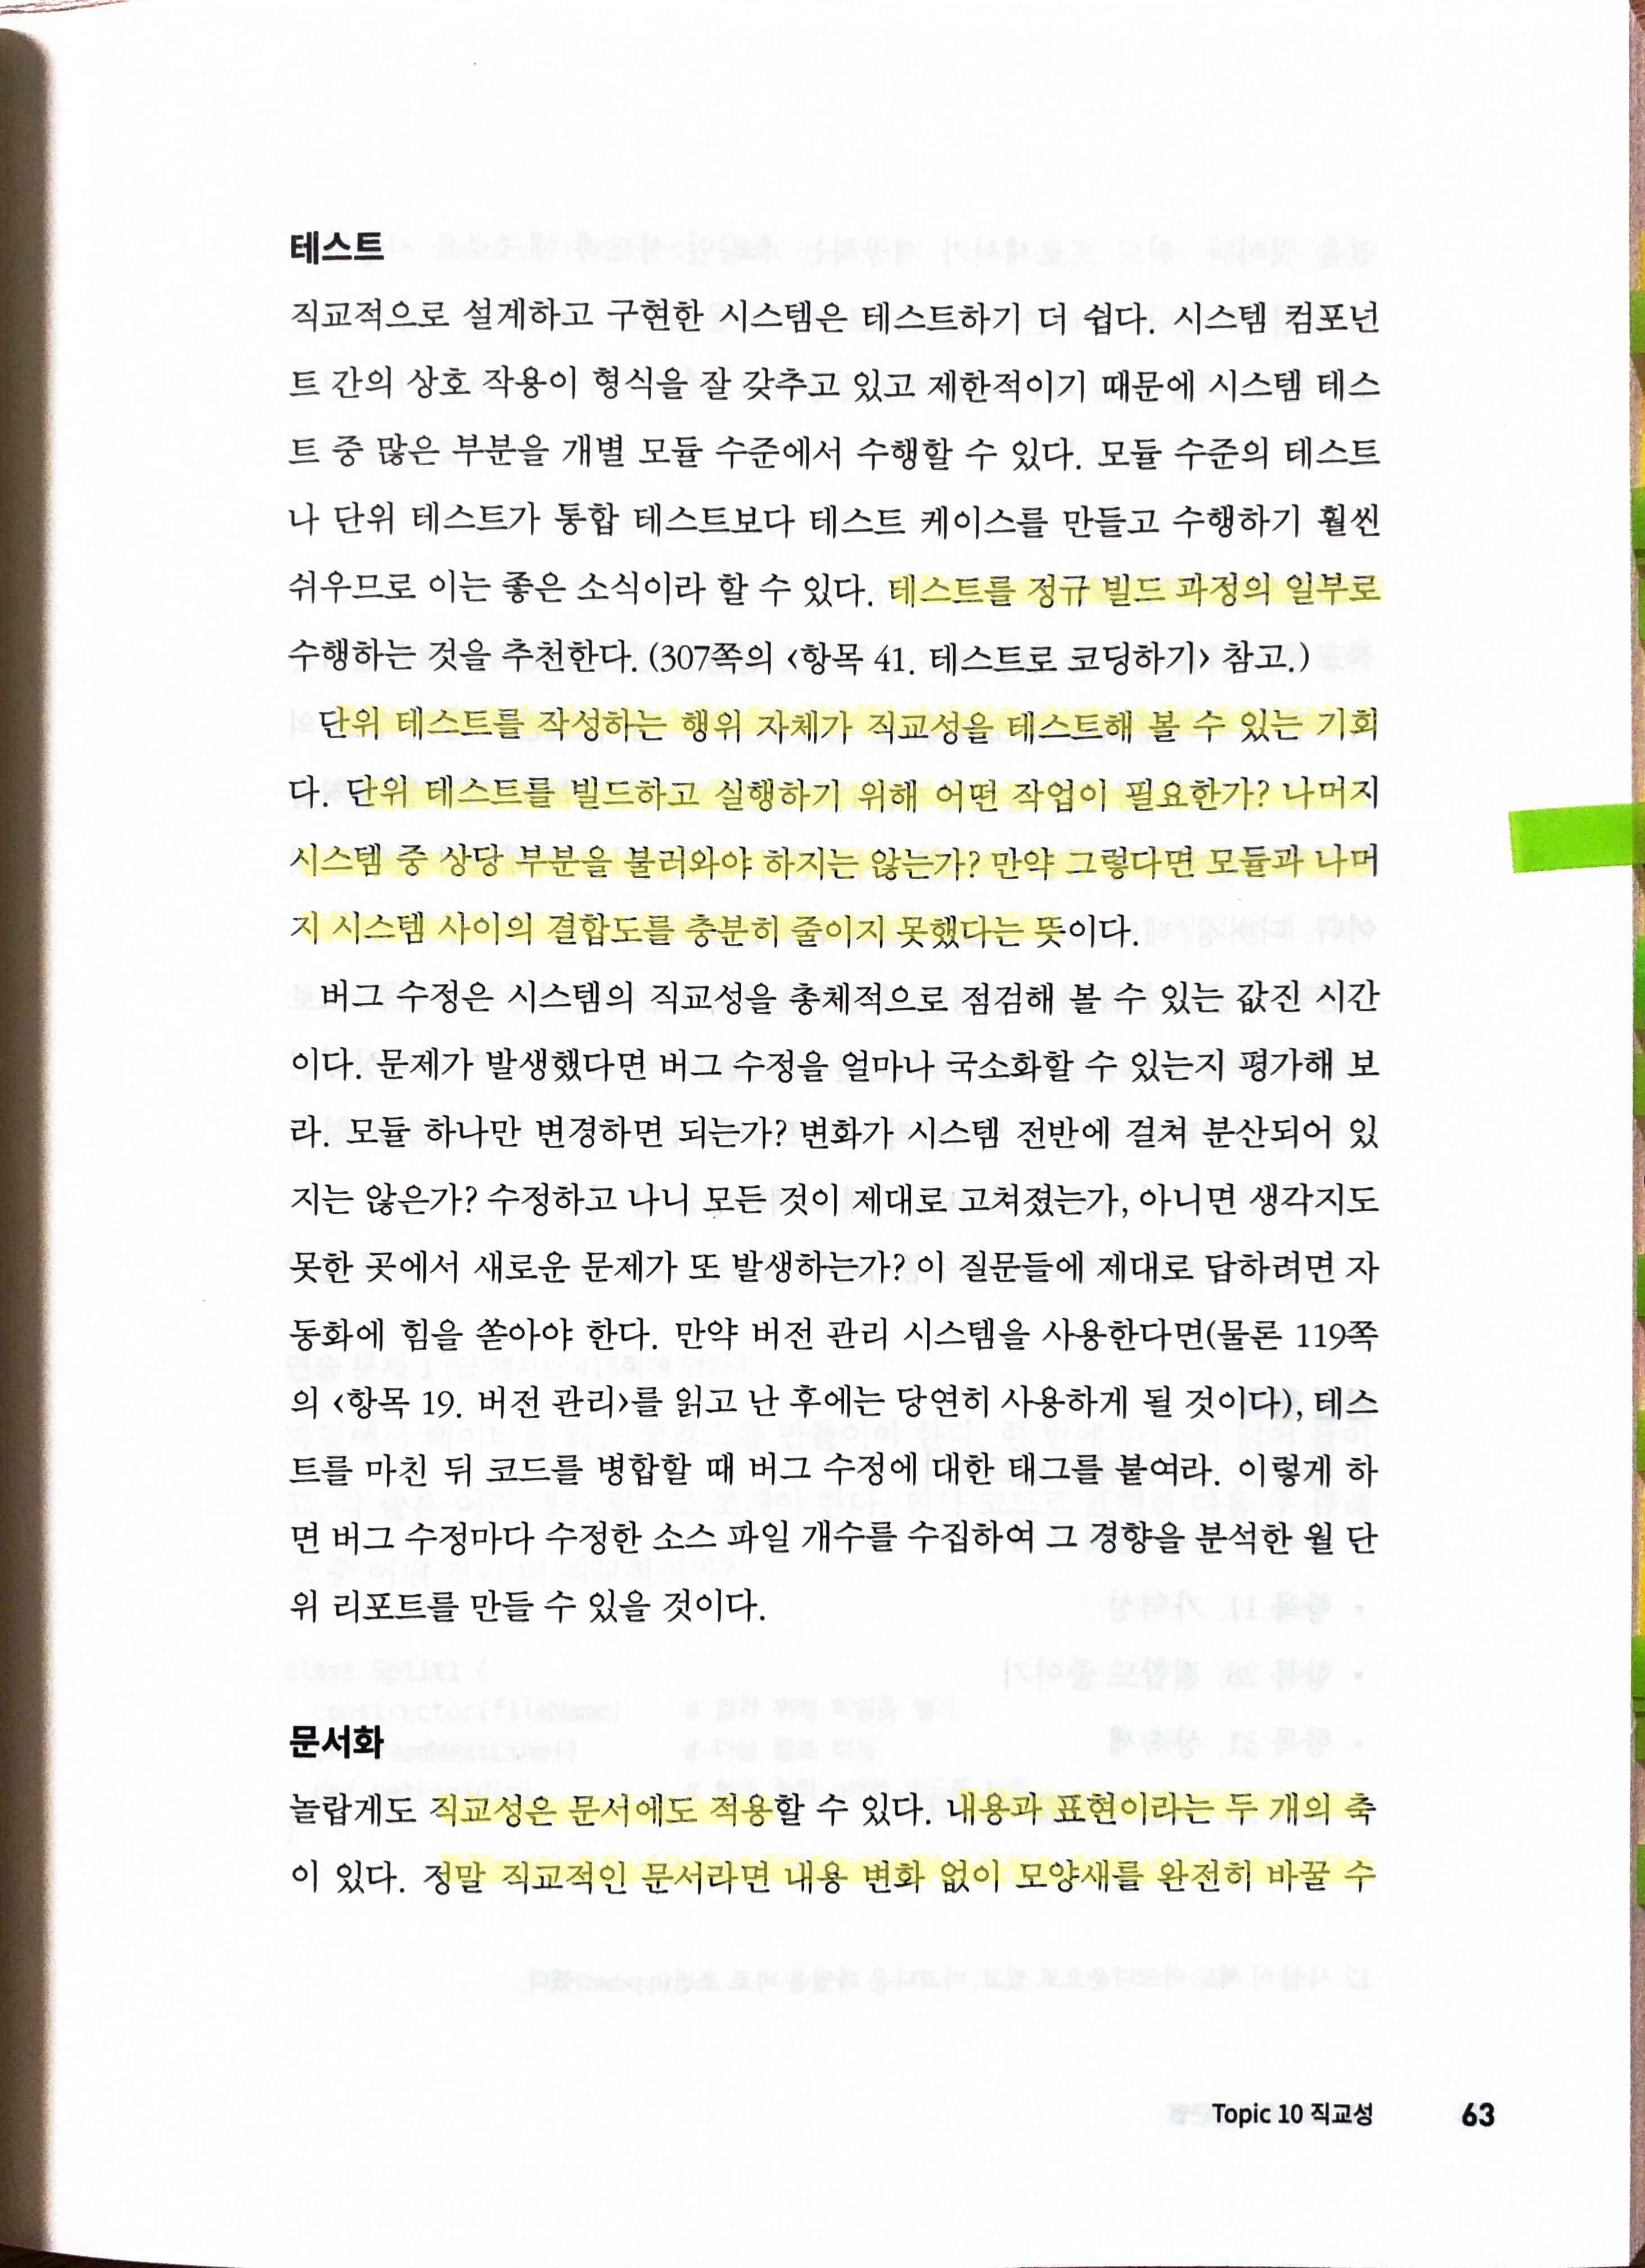 테스트
직교적으로 설계하고 구현한 시스템은 테스트하기 더 쉽다. 시스템 컴포넌
트 간의 상호 작용이 형식을 잘 갖추고 있고 제한적이기 때문에 시스템 테스
트 중 많은 부분을 개별 모듈 수준에서 수행할 수 있다. 모듈 수준의 테스트
나 단위 테스트가 통합 테스트보다 테스트 케이스를 만들고 수행하기 훨씬
쉬우므로 이는 좋은 소식이라 할 수 있다. 테스트를 정규 빌드 과정의 일부로
수행하는 것을 추천한다. (307쪽의 <항목 41. 테스트로 코딩하기> 참고.)
단위 테스트를 작성하는 행위 자체가 직교성을 테스트해 볼 수 있는 기회
다. 단위 테스트를 빌드하고 실행하기 위해 어떤 작업이 필요한가? 나머지
시스템 중 상당 부분을 불러와야 하지는 않는가? 만약 그렇다면 모듈과 나머
지 시스템 사이의 결합도를 충분히 줄이지 못했다는 뜻이다.
버그 수정은 시스템의 직교성을 총체적으로 점검해 볼 수 있는 값진 시간
이다. 문제가 발생했다면 버그 수정을 얼마나 국소화할 수 있는지 평가해 보
라. 모듈 하나만 변경하면 되는가? 변화가 시스템 전반에 걸쳐 분산되어 있
지는 않은가? 수정하고 나니 모든 것이 제대로 고쳐졌는가, 아니면 생각지도
못한 곳에서 새로운 문제가 또 발생하는가? 이 질문들에 제대로 답하려면 자
동화에 힘을 쏟아야 한다. 만약 버전 관리 시스템을 사용한다면(물론 119쪽
의 <항목 19. 버전 관리>를 읽고 난 후에는 당연히 사용하게 될 것이다), 테스
트를 마친 뒤 코드를 병합할 때 버그 수정에 대한 태그를 붙여라. 이렇게 하
면 버그 수정마다 수정한 소스 파일 개수를 수집하여 그 경향을 분석한 월 단
위 리포트를 만들 수 있을 것이다.
문서화
놀랍게도 직교성은 문서에도 적용할 수 있다. 내용과 표현이라는 두 개의 축
이 있다. 정말 직교적인 문서라면 내용 변화 없이 모양새를 완전히 바꿀 수
Topic 10 직교성 63